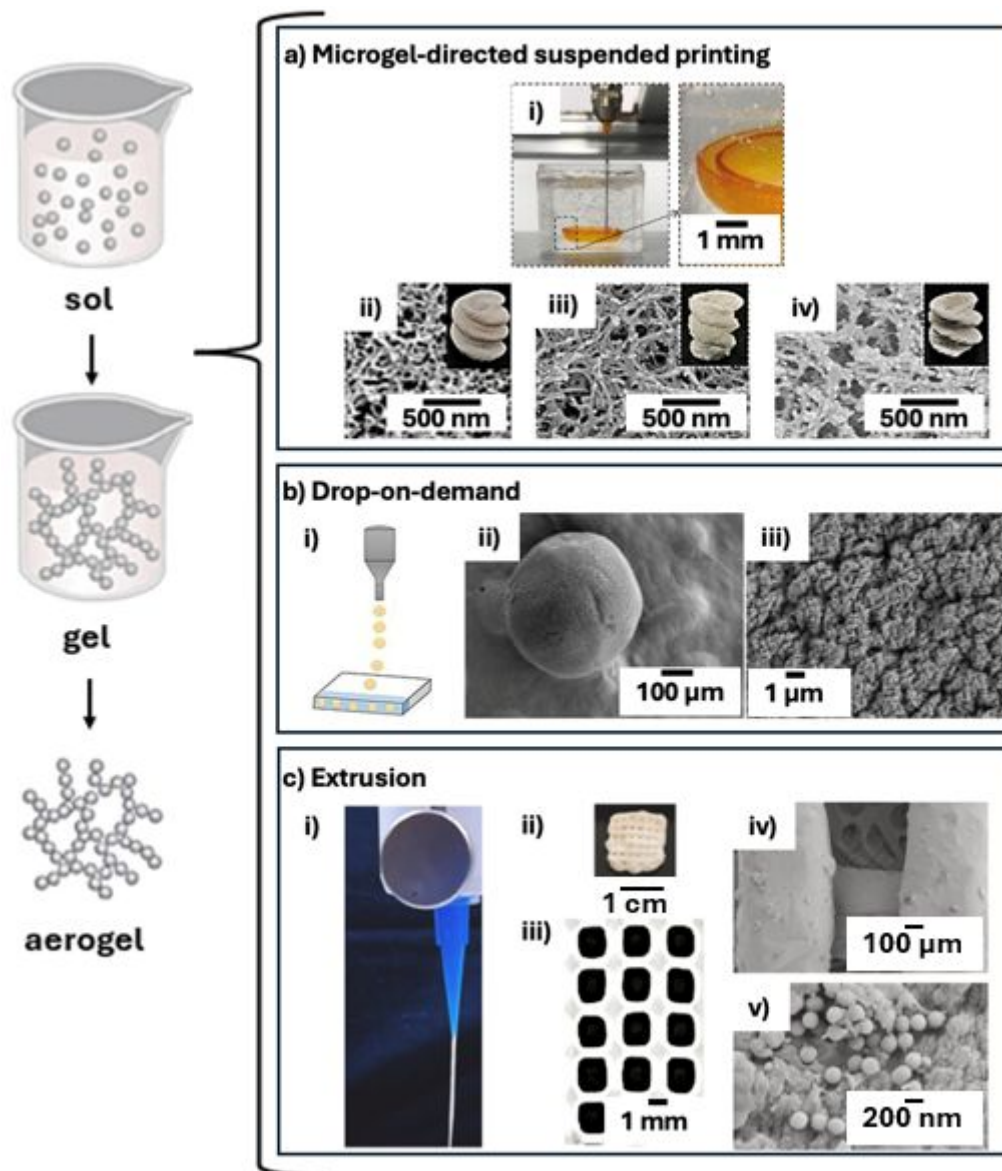 sol
gel
aerogel
a) Microgel-directed suspended printing
i)
1 mm
ii)
500 nm
iii)
500 nm
iv)
500 nm
b) Drop-on-demand
i)
ii)
100 µm
iii)
1 µm
c) Extrusion
i)
ii)
1 cm
iii)
1 mm
iv)
100 µm
v)
200 nm